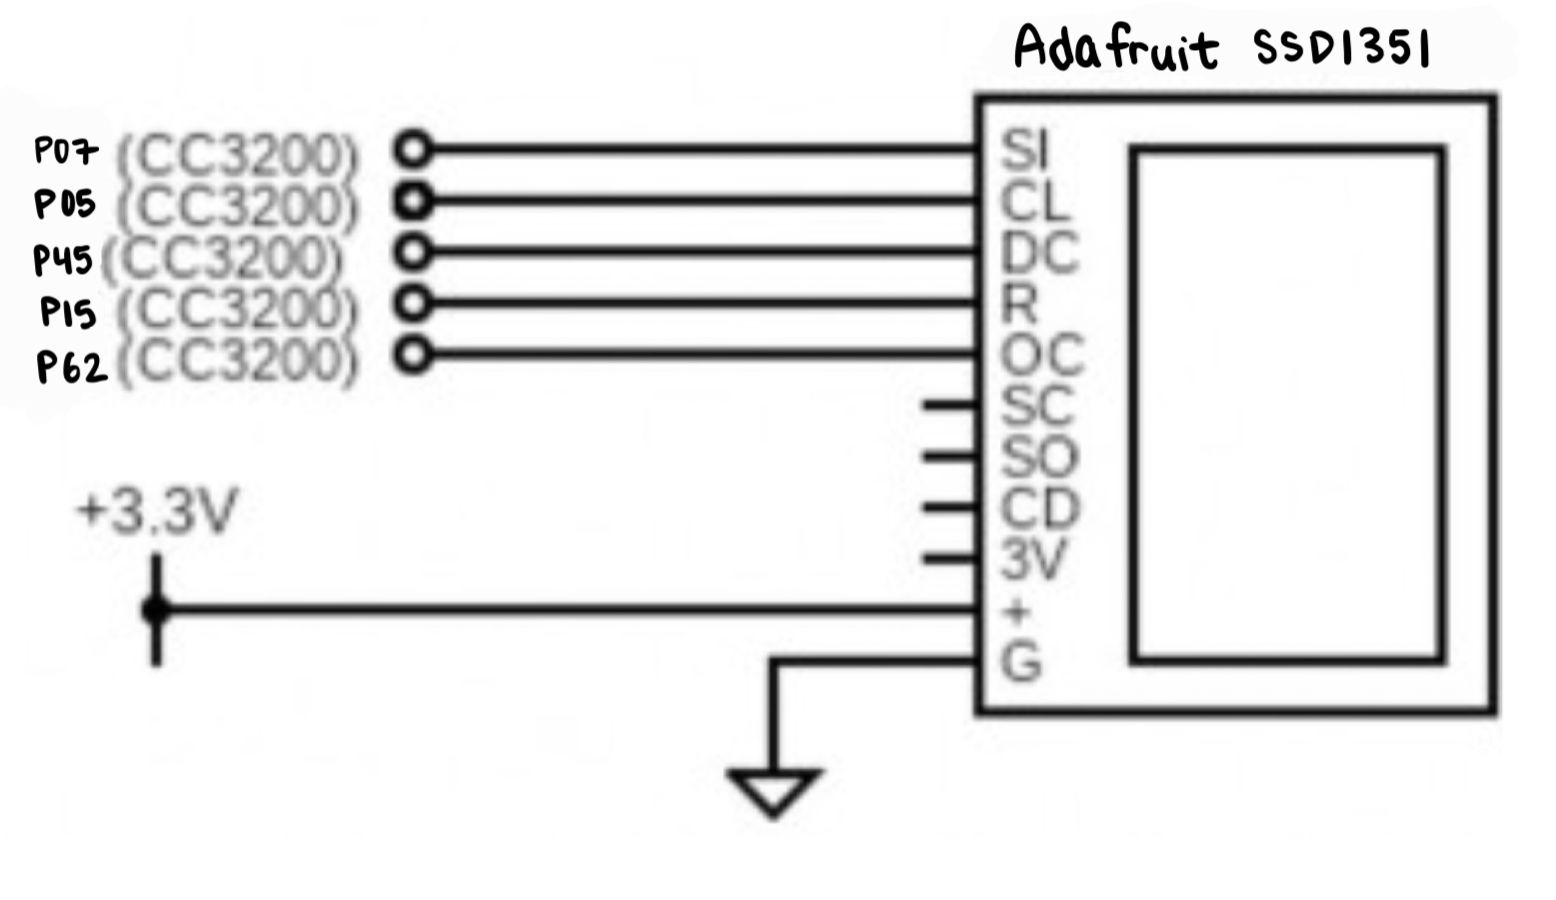 Adafruit SSD1351
P07 (CC3200)
P05 (CC3200)
P45 (CC3200)
P15 (CC3200)
P62 (CC3200)
+3.3V
SI
CL
DC
R
OC
SC
SO
CD
3V
+
G